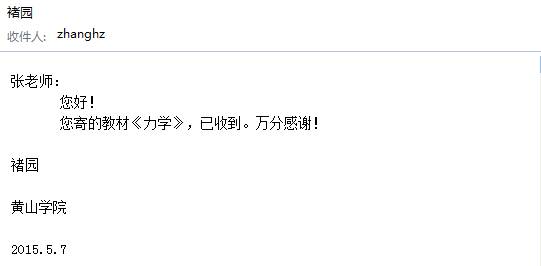 褚园
收件人： zhanghz
张老师：
您好！
您寄的教材《力学》，已收到。万分感谢！
褚园
黄山学院
2015.5.7